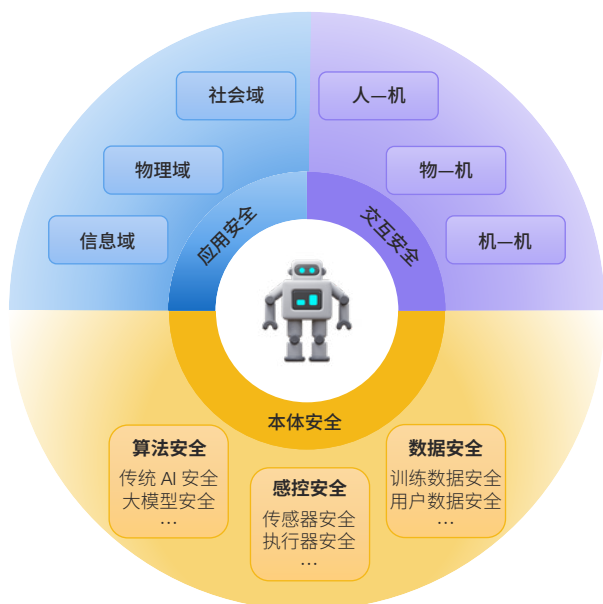 社会域
人—机
物理域
物—机
信息域
机—机
应用安全
交互安全
本体安全
算法安全
传统 AI 安全
大模型安全
…
感控安全
传感器安全
执行器安全
…
数据安全
训练数据安全
用户数据安全
…